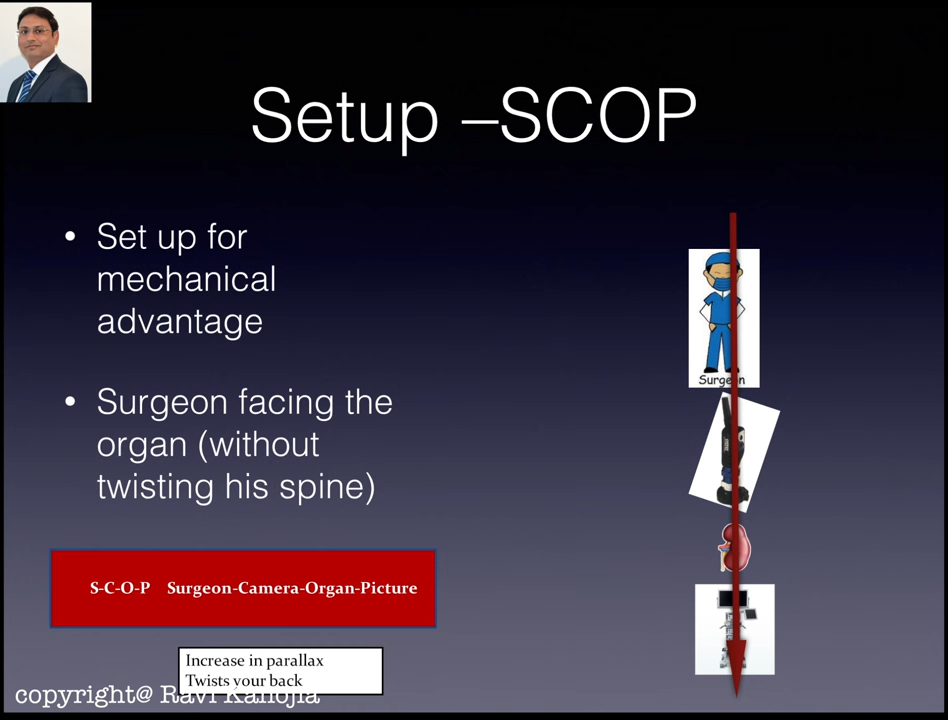 Setup –SCOP
• Set up for
mechanical
advantage
• Surgeon facing the
organ (without
twisting his spine)
S-C-O-P Surgeon-Camera-Organ-Picture
Increase in parallax
Twists your back
copyright@ Ravi Kanojia
Surgeon